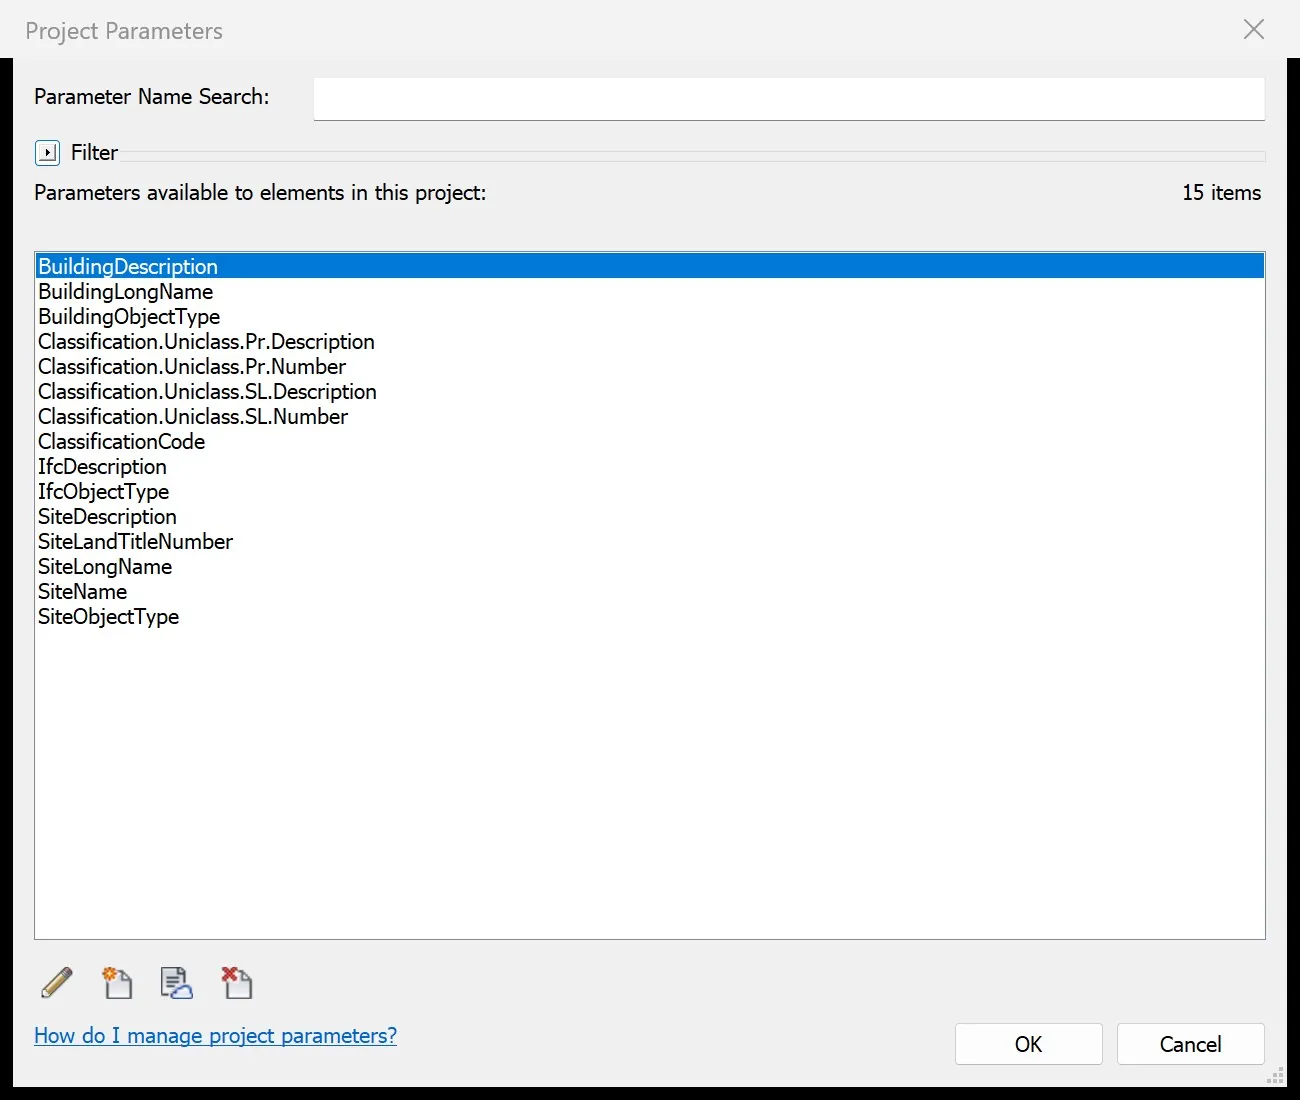 Project Parameters
Parameter Name Search:
Filter
Parameters available to elements in this project: 15 items
BuildingDescription
BuildingLongName
BuildingObjectType
Classification.Uniclass.Pr.Description
Classification.Uniclass.Pr.Number
Classification.Uniclass.SL.Description
Classification.Uniclass.SL.Number
ClassificationCode
IfcDescription
IfcObjectType
SiteDescription
SiteLandTitleNumber
SiteLongName
SiteName
SiteObjectType
How do I manage project parameters?
OK Cancel